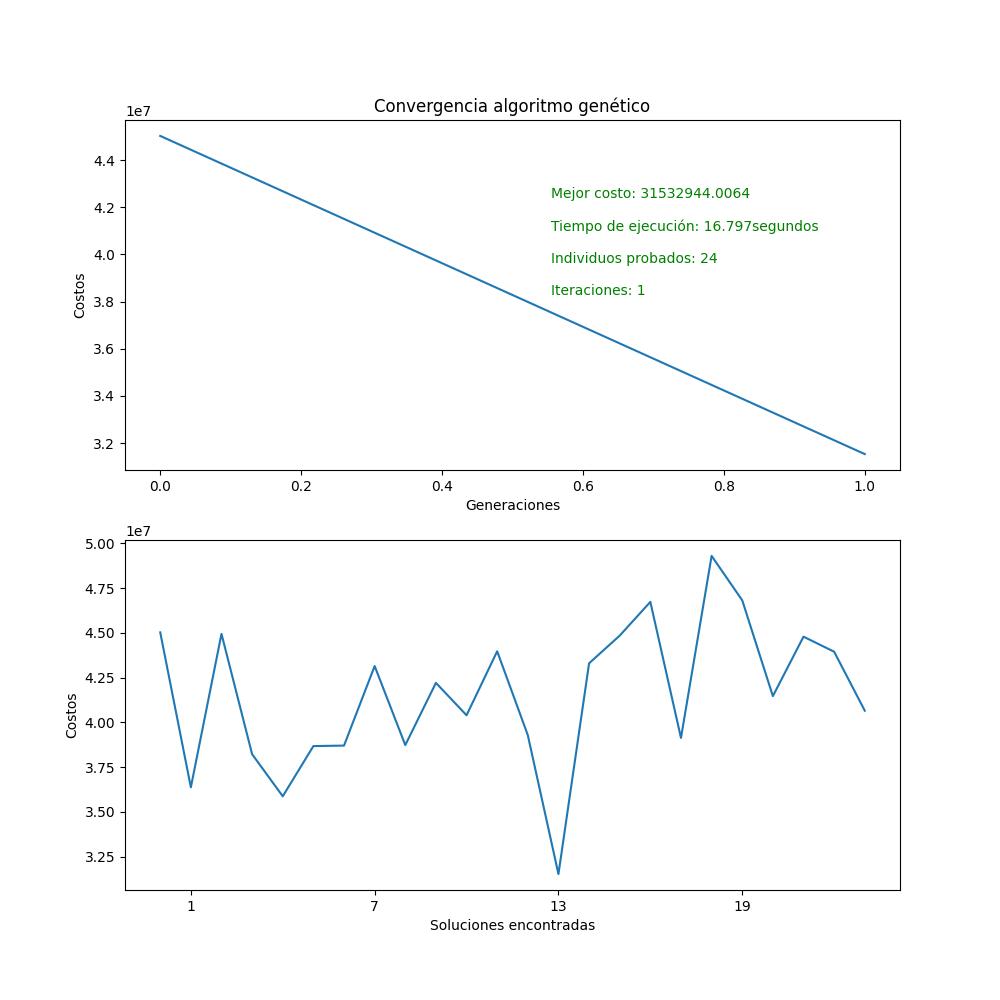 Convergencia algoritmo genético
1e7
4.4
4.2
4.0
3.8
3.6
3.4
3.2
Costos
Mejor costo: 31532944.0064
Tiempo de ejecución: 16.797segundos
Individuos probados: 24
Iteraciones: 1
0.0 0.2 0.4 0.6 0.8 1.0
Generaciones
1e7
5.00
4.75
4.50
4.25
4.00
3.75
3.50
3.25
Costos
1 7 13 19
Soluciones encontradas